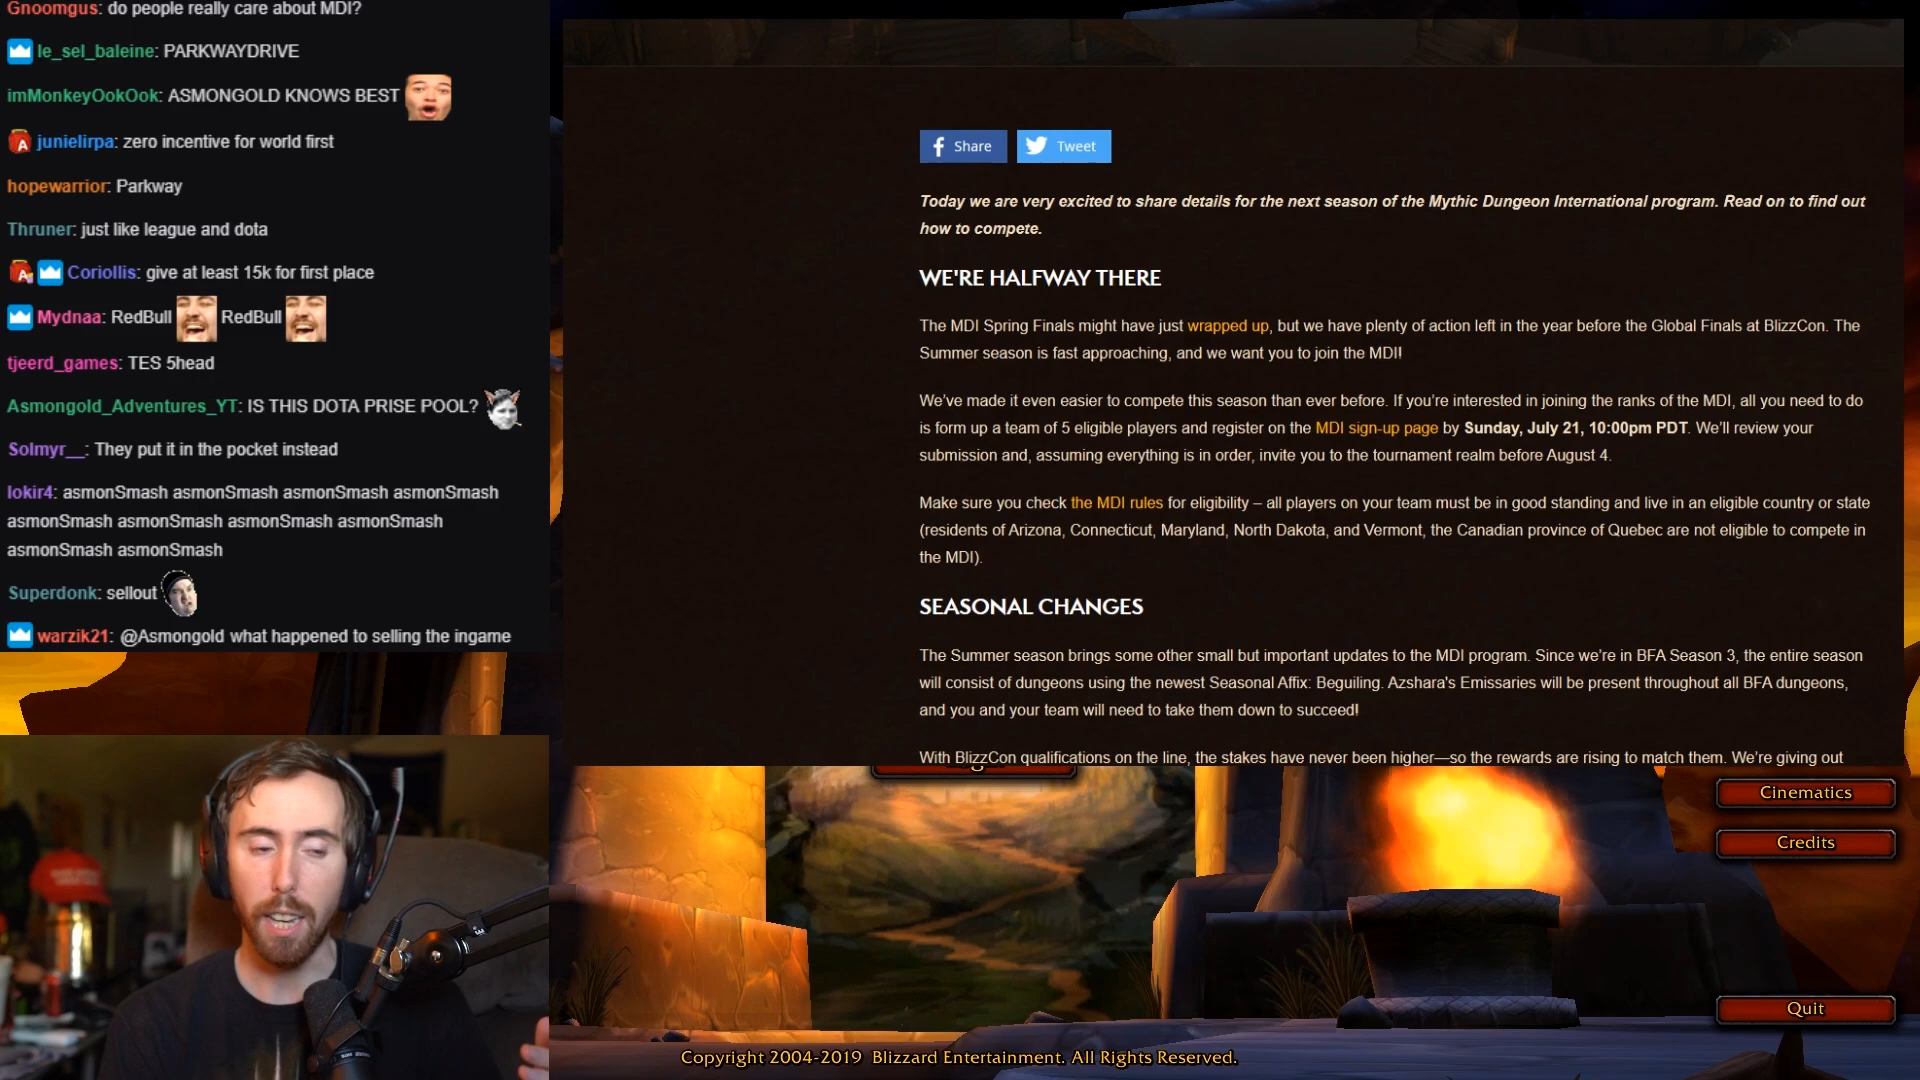 Gnoomgus: do people really care about MDI?
le_sel_baleine: PARKWAYDRIVE
imMonkeyOokOok: ASMONGOLD KNOWS BEST
junielirpa: zero incentive for world first
hopewarrior: Parkway
Thruner: just like league and dota
Coriollis: give at least 15k for first place
Mydnaa: RedBull RedBull
tjeerd_games: TES 5head
Asmongold_Adventures_YT: IS THIS DOTA PRISE POOL?
Solmyr__: They put it in the pocket instead
lokir4: asmonSmash asmonSmash asmonSmash asmonSmash
asmonSmash asmonSmash asmonSmash asmonSmash
asmonSmash asmonSmash
Superdonk: sellout
warzik21: @Asmongold what happened to selling the ingame
Share
Tweet
Today we are very excited to share details for the next season of the Mythic Dungeon International program. Read on to find out
how to compete.
WE'RE HALFWAY THERE
The MDI Spring Finals might have just wrapped up, but we have plenty of action left in the year before the Global Finals at BlizzCon. The
Summer season is fast approaching, and we want you to join the MDI!
We've made it even easier to compete this season than ever before. If you're interested in joining the ranks of the MDI, all you need to do
is form up a team of 5 eligible players and register on the MDI sign-up page by Sunday, July 21, 10:00pm PDT. We'll review your
submission and, assuming everything is in order, invite you to the tournament realm before August 4.
Make sure you check the MDI rules for eligibility – all players on your team must be in good standing and live in an eligible country or state
(residents of Arizona, Connecticut, Maryland, North Dakota, and Vermont, the Canadian province of Quebec are not eligible to compete in
the MDI).
SEASONAL CHANGES
The Summer season brings some other small but important updates to the MDI program. Since we're in BFA Season 3, the entire season
will consist of dungeons using the newest Seasonal Affix: Beguiling. Azshara's Emissaries will be present throughout all BFA dungeons,
and you and your team will need to take them down to succeed!
With BlizzCon qualifications on the line, the stakes have never been higher—so the rewards are rising to match them. We're giving out
Cinematics
Credits
Quit
Copyright 2004-2019 Blizzard Entertainment. All Rights Reserved.